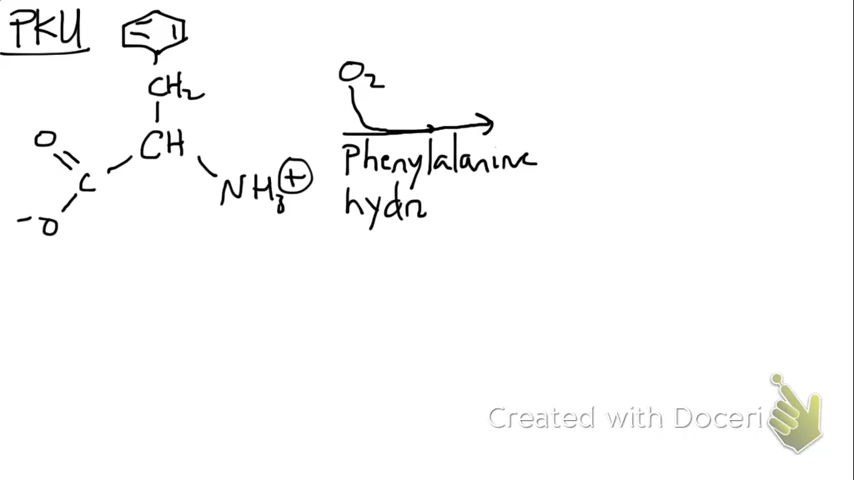 PKU
CH2
O2
O
CH
Phenylalanine
C
NH3+
hydr
-O
Created with Doceri